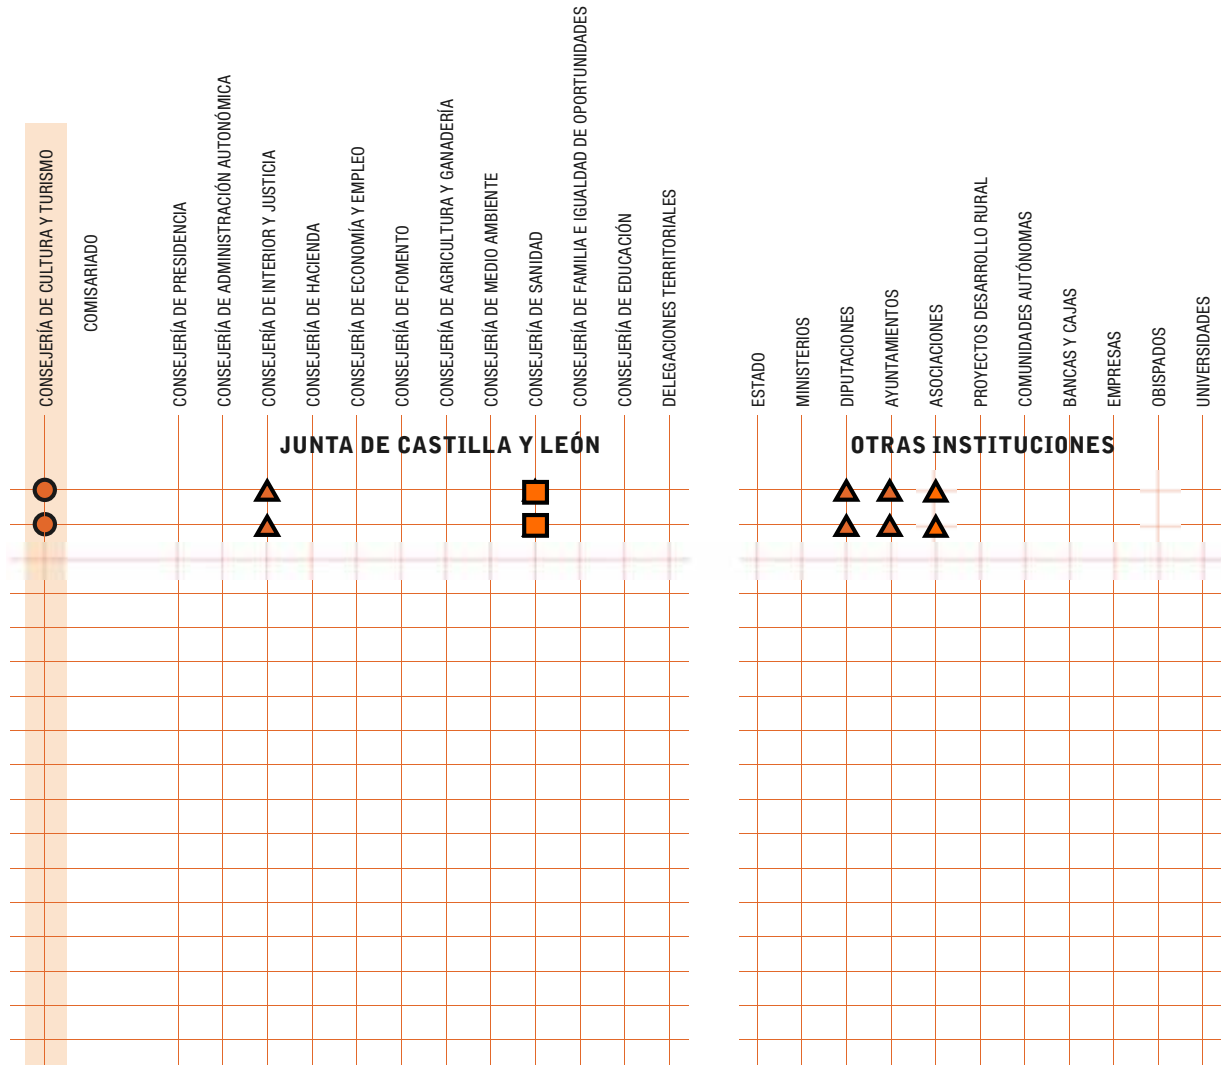 CONSEJERÍA DE CULTURA Y TURISMO
COMISARIADO
CONSEJERÍA DE PRESIDENCIA
CONSEJERÍA DE ADMINISTRACIÓN AUTONÓMICA
CONSEJERÍA DE INTERIOR Y JUSTICIA
CONSEJERÍA DE HACIENDA
CONSEJERÍA DE ECONOMÍA Y EMPLEO
CONSEJERÍA DE FOMENTO
CONSEJERÍA DE AGRICULTURA Y GANADERÍA
CONSEJERÍA DE MEDIO AMBIENTE
CONSEJERÍA DE SANIDAD
CONSEJERÍA DE FAMILIA E IGUALDAD DE OPORTUNIDADES
CONSEJERÍA DE EDUCACIÓN
DELEGACIONES TERRITORIALES
ESTADO
MINISTERIOS
DIPUTACIONES
AYUNTAMIENTOS
ASOCIACIONES
PROYECTOS DESARROLLO RURAL
COMUNIDADES AUTÓNOMAS
BANCAS Y CAJAS
EMPRESAS
OBISPADOS
UNIVERSIDADES
JUNTA DE CASTILLA Y LEÓN
OTRAS INSTITUCIONES